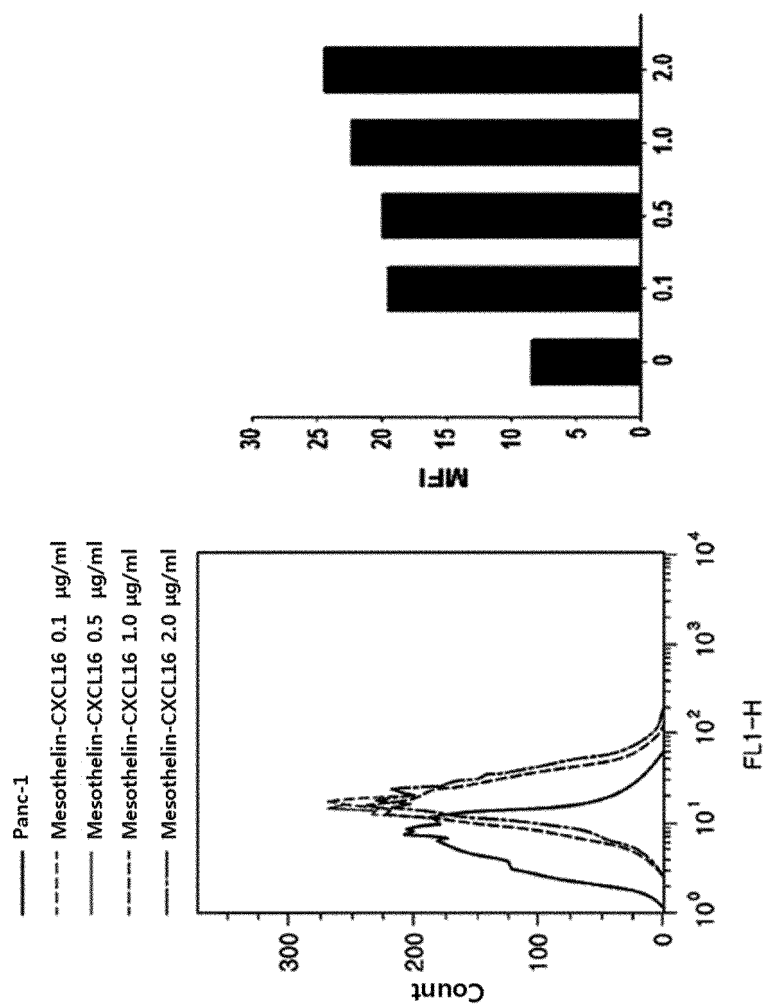 Panc-1
Mesothelin-CXCL16 0.1 μg/ml
Mesothelin-CXCL16 0.5 μg/ml
Mesothelin-CXCL16 1.0 μg/ml
Mesothelin-CXCL16 2.0 μg/ml
Count
300
200
100
0
10^0
10^1
10^2
10^3
10^4
FL1-H
MFI
30
25
20
15
10
5
0
0
0.1
0.5
1.0
2.0